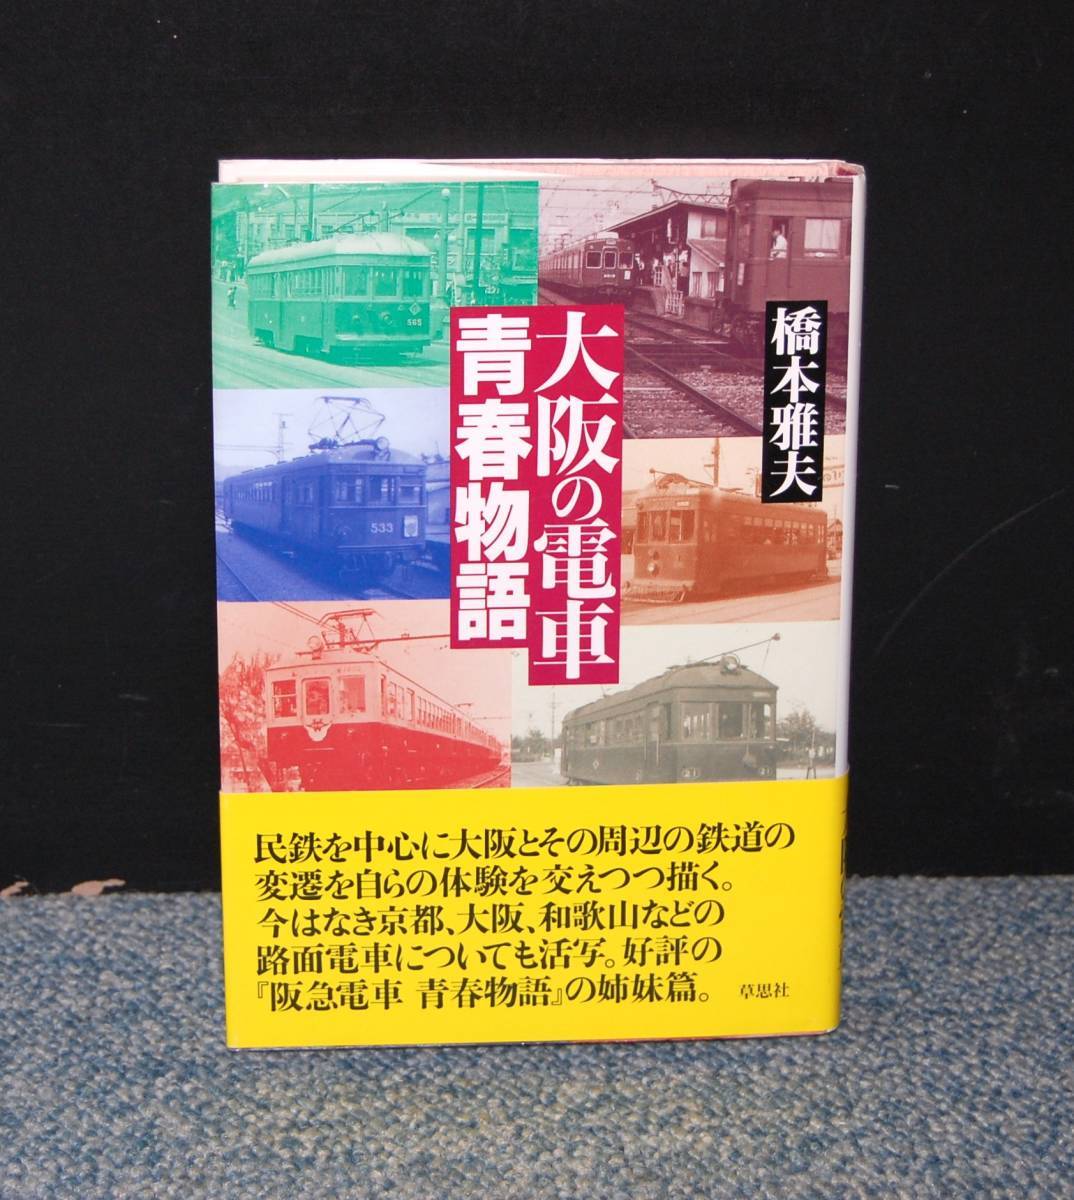 大阪の電車
青春物語
橋本雅夫
565
533
21
21
民鉄を中心に大阪とその周辺の鉄道の
変遷を自らの体験を交えつつ描く。
今はなき京都、大阪、和歌山などの
路面電車についても活写。好評の
『阪急電車 青春物語』の姉妹篇。
草思社